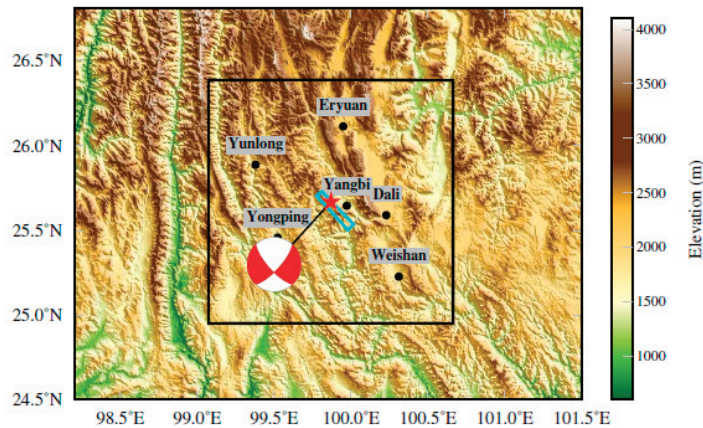 26.5°N
26.0°N
25.5°N
25.0°N
24.5°N
98.5°E
99.0°E
99.5°E
100.0°E
100.5°E
101.0°E
101.5°E
Eryuan
Yunlong
Yangbi
Dali
Yongping
Weishan
4000
3500
3000
2500
2000
1500
1000
Elevation (m)